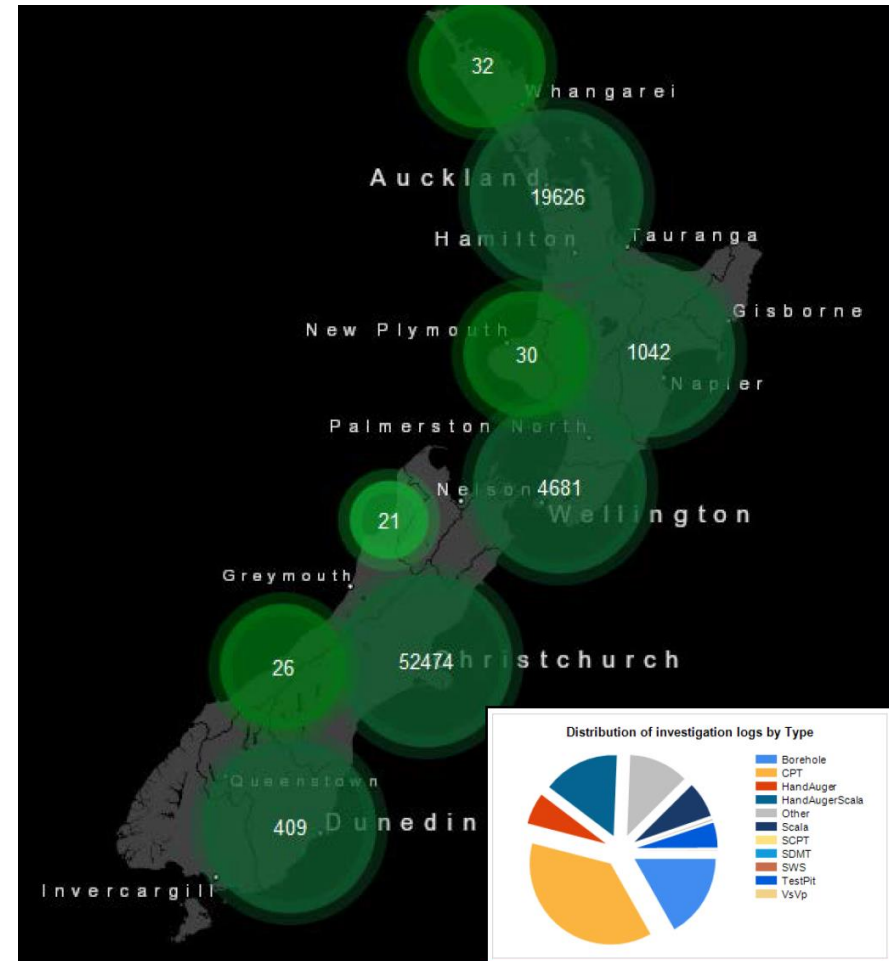 32
Whangarei
Auckland
19626
Hamilton
Tauranga
Gisborne
New Plymouth
30
1042
Napier
Palmerston North
Nelson
4681
Wellington
21
Greymouth
52474
Christchurch
26
Queenstown
409
Dunedin
Invercargill
Distribution of investigation logs by Type
Borehole
CPT
HandAuger
HandAugerScala
Other
Scala
SCPT
SDMT
SWS
TestPit
VsVp